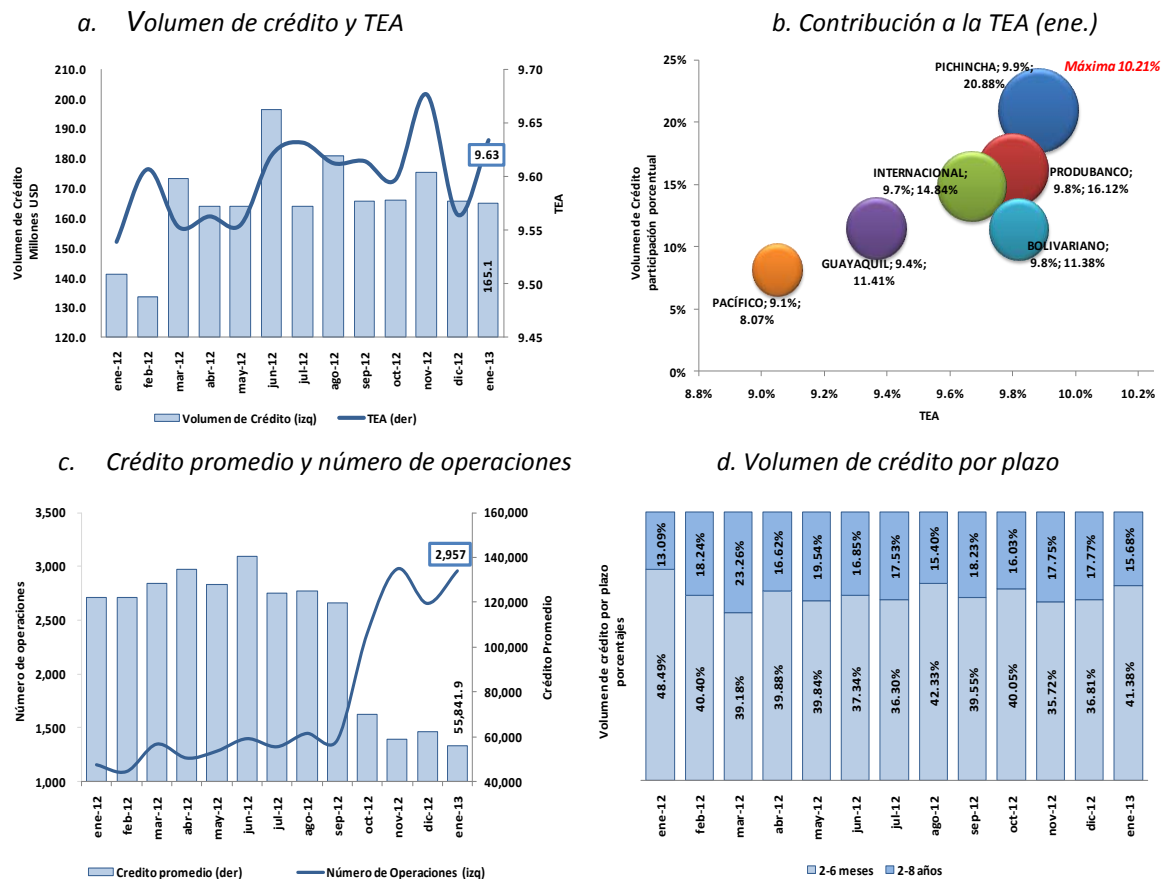 a. Volumen de crédito y TEA
210.0
200.0
190.0
180.0
170.0
160.0
150.0
140.0
130.0
120.0
Volumen de Crédito
Millones USD
9.70
9.65
9.60
9.55
9.50
9.45
TEA
9.63
165.1
ene-12
feb-12
mar-12
abr-12
may-12
jun-12
jul-12
ago-12
sep-12
oct-12
nov-12
dic-12
ene-13
Volumen de Crédito (izq)
TEA (der)
b. Contribución a la TEA (ene.)
25%
20%
15%
10%
5%
0%
Volumen de Crédito
participación porcentual
PICHINCHA; 9.9%;
20.88%
Máxima 10.21%
INTERNACIONAL;
9.7%; 14.84%
PRODUBANCO;
9.8%; 16.12%
GUAYAQUIL; 9.4%;
11.41%
BOLIVARIANO;
9.8%; 11.38%
PACÍFICO; 9.1%;
8.07%
8.8%
9.0%
9.2%
9.4%
9.6%
9.8%
10.0%
10.2%
TEA
c. Crédito promedio y número de operaciones
3,500
3,000
2,500
2,000
1,500
1,000
Número de operaciones
160,000
140,000
120,000
100,000
80,000
60,000
40,000
Crédito Promedio
2,957
55,841.9
ene-12
feb-12
mar-12
abr-12
may-12
jun-12
jul-12
ago-12
sep-12
oct-12
nov-12
dic-12
ene-13
Credito promedio (der)
Número de Operaciones (izq)
d. Volumen de crédito por plazo
Volumen de crédito por plazo
porcentajes
13.09%
18.24%
23.26%
16.62%
19.54%
16.85%
17.53%
15.40%
18.23%
16.03%
17.75%
17.77%
15.68%
48.49%
40.40%
39.18%
39.88%
39.84%
37.34%
36.30%
42.33%
39.55%
40.05%
35.72%
36.81%
41.38%
ene-12
feb-12
mar-12
abr-12
may-12
jun-12
jul-12
ago-12
sep-12
oct-12
nov-12
dic-12
ene-13
2-6 meses
2-8 años